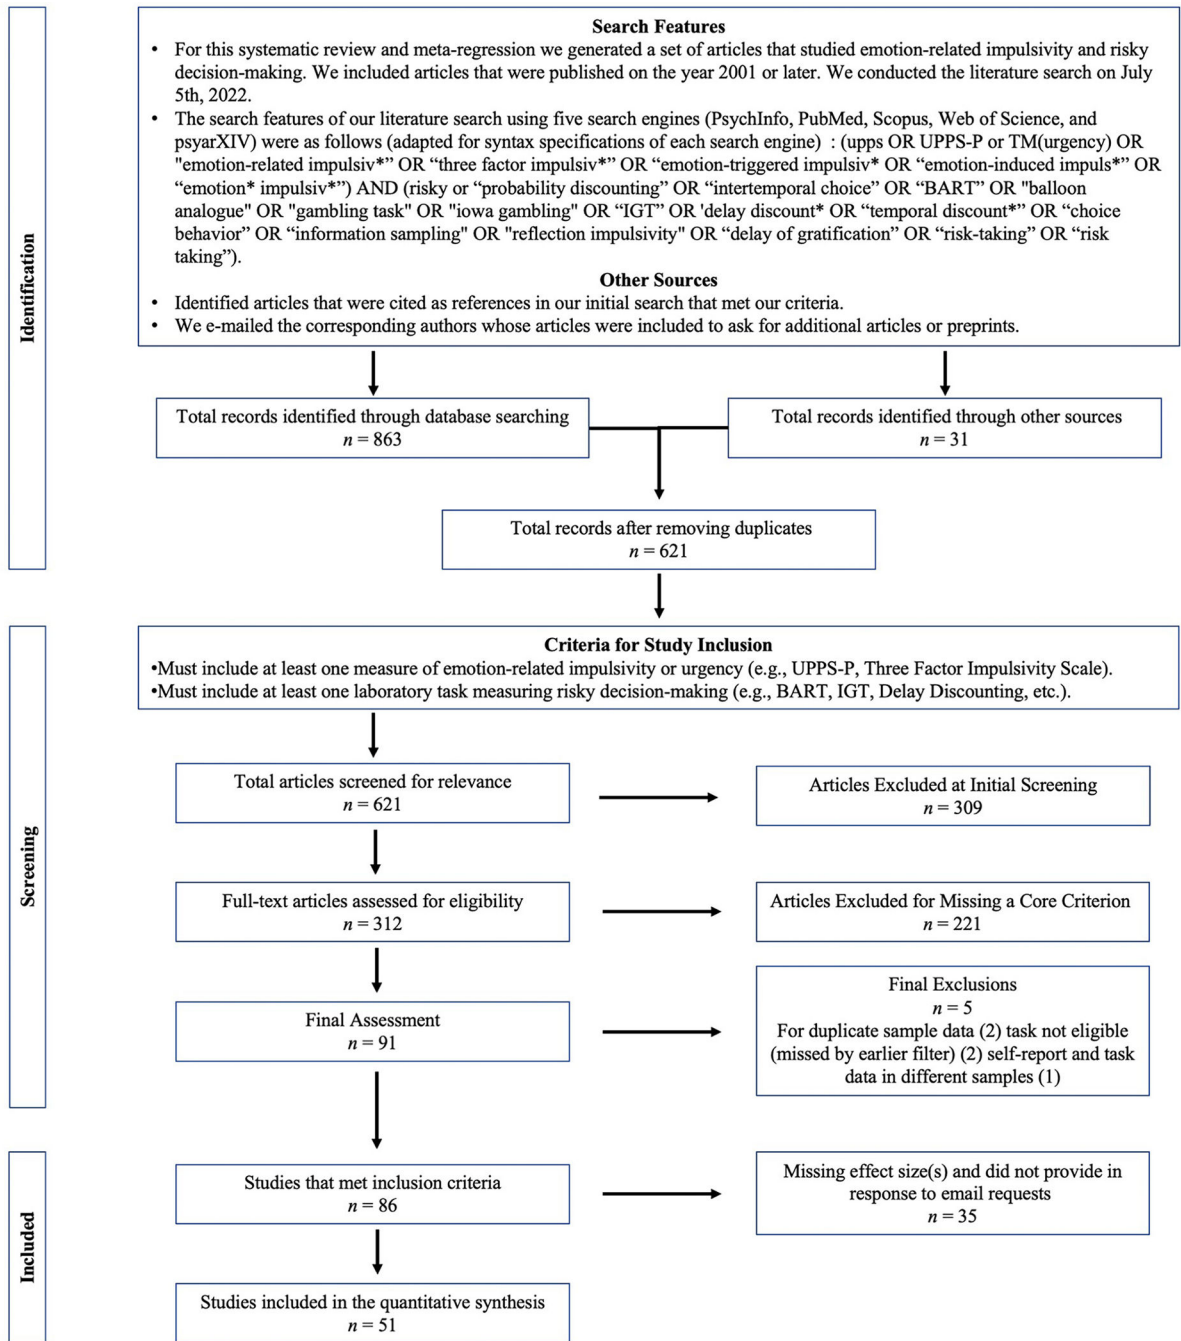 Identification
Search Features
• For this systematic review and meta-regression we generated a set of articles that studied emotion-related impulsivity and risky
decision-making. We included articles that were published on the year 2001 or later. We conducted the literature search on July
5th, 2022.
• The search features of our literature search using five search engines (PsychInfo, PubMed, Scopus, Web of Science, and
psyarXIV) were as follows (adapted for syntax specifications of each search engine) : (upps OR UPPS-P or TM(urgency) OR
"emotion-related impulsiv*” OR “three factor impulsiv*” OR “emotion-triggered impulsiv* OR “emotion-induced impuls*” OR
“emotion* impulsiv*”) AND (risky or “probability discounting” OR “intertemporal choice” OR “BART” OR "balloon
analogue" OR "gambling task" OR "iowa gambling" OR “IGT” OR 'delay discount* OR “temporal discount*” OR “choice
behavior” OR “information sampling" OR "reflection impulsivity" OR “delay of gratification” OR “risk-taking” OR “risk
taking”).
Other Sources
• Identified articles that were cited as references in our initial search that met our criteria.
• We e-mailed the corresponding authors whose articles were included to ask for additional articles or preprints.
Total records identified through database searching
n = 863
Total records identified through other sources
n = 31
Total records after removing duplicates
n = 621
Screening
Criteria for Study Inclusion
•Must include at least one measure of emotion-related impulsivity or urgency (e.g., UPPS-P, Three Factor Impulsivity Scale).
•Must include at least one laboratory task measuring risky decision-making (e.g., BART, IGT, Delay Discounting, etc.).
Total articles screened for relevance
n = 621
Articles Excluded at Initial Screening
n = 309
Full-text articles assessed for eligibility
n = 312
Articles Excluded for Missing a Core Criterion
n = 221
Final Assessment
n = 91
Final Exclusions
n = 5
For duplicate sample data (2) task not eligible
(missed by earlier filter) (2) self-report and task
data in different samples (1)
Included
Studies that met inclusion criteria
n = 86
Missing effect size(s) and did not provide in
response to email requests
n = 35
Studies included in the quantitative synthesis
n = 51